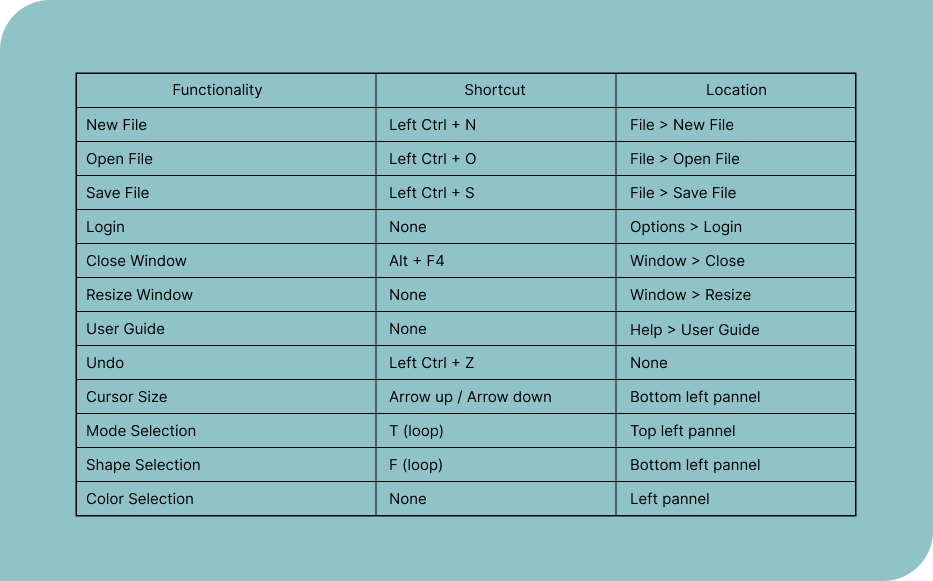 Functionality Shortcut Location
New File Left Ctrl + N File > New File
Open File Left Ctrl + O File > Open File
Save File Left Ctrl + S File > Save File
Login None Options > Login
Close Window Alt + F4 Window > Close
Resize Window None Window > Resize
User Guide None Help > User Guide
Undo Left Ctrl + Z None
Cursor Size Arrow up / Arrow down Bottom left pannel
Mode Selection T (loop) Top left pannel
Shape Selection F (loop) Bottom left pannel
Color Selection None Left pannel